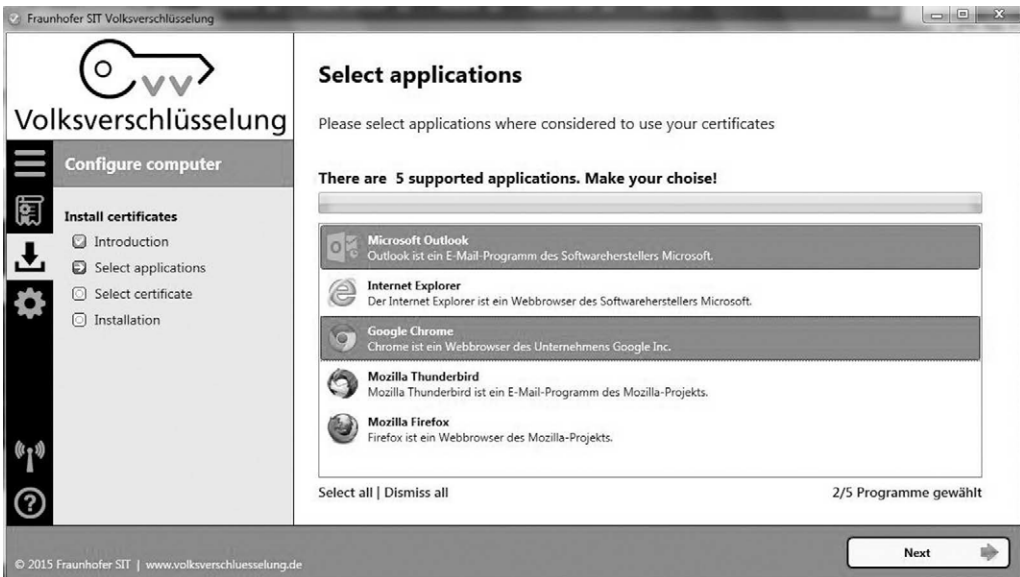 Fraunhofer SIT Volksverschlüsselung
vv
Volksverschlüsselung
Configure computer
Install certificates
Introduction
Select applications
Select certificate
Installation
Select applications
Please select applications where considered to use your certificates
There are 5 supported applications. Make your choise!
Microsoft Outlook
Outlook ist ein E-Mail-Programm des Softwareherstellers Microsoft.
Internet Explorer
Der Internet Explorer ist ein Webbrowser des Softwareherstellers Microsoft.
Google Chrome
Chrome ist ein Webbrowser des Unternehmens Google Inc.
Mozilla Thunderbird
Mozilla Thunderbird ist ein E-Mail-Programm des Mozilla-Projekts.
Mozilla Firefox
Firefox ist ein Webbrowser des Mozilla-Projekts.
Select all | Dismiss all
2/5 Programme gewählt
© 2015 Fraunhofer SIT | www.volksverschluesselung.de
Next